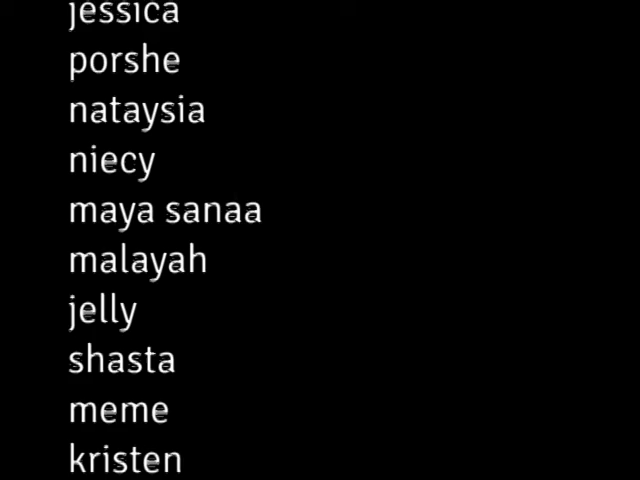 jessica
porshe
nataysia
niecy
maya sanaa
malayah
jelly
shasta
meme
kristen